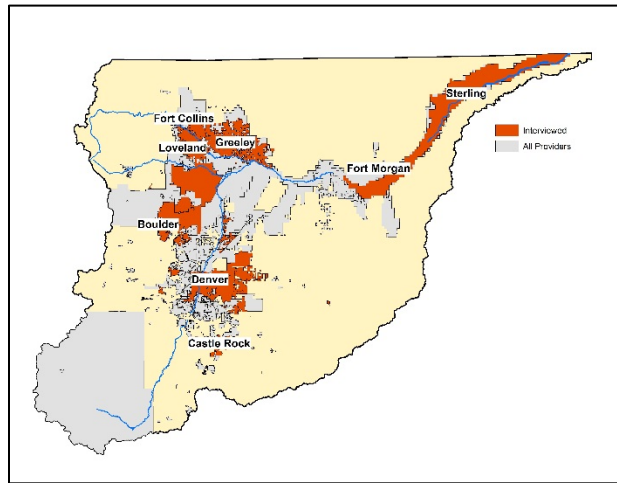 Sterling
Fort Collins
Interviewed
Greeley
All Providers
Loveland
Fort Morgan
Boulder
Denver
Castle Rock